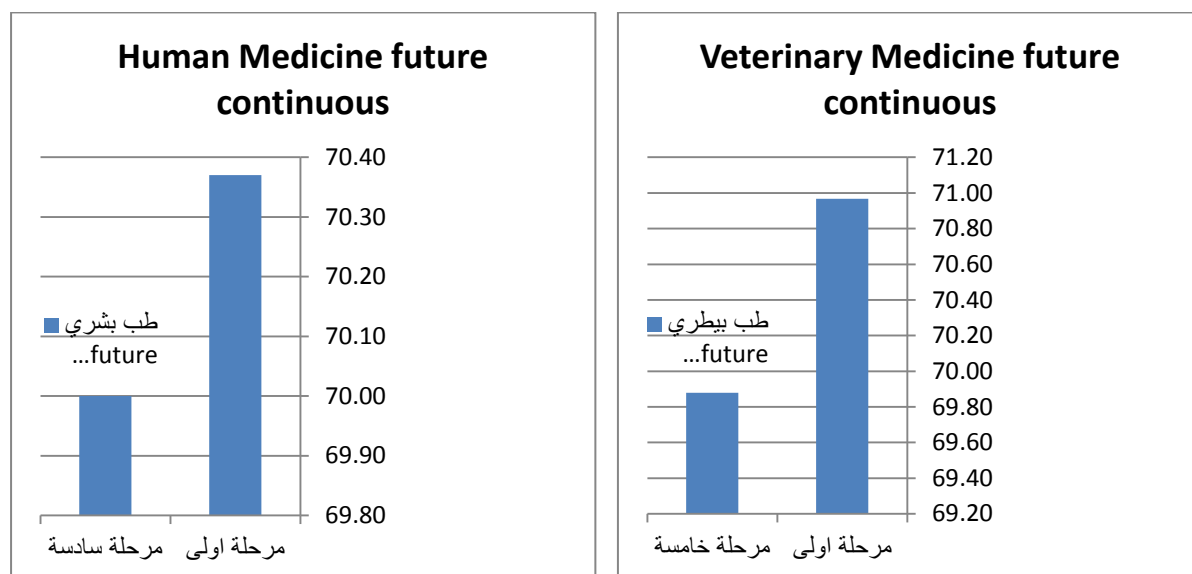 Human Medicine future
continuous
70.40
70.30
70.20
70.10
70.00
69.90
69.80
طب بشري
future...
مرحلة اولى
مرحلة سادسة
Veterinary Medicine future
continuous
71.20
71.00
70.80
70.60
70.40
70.20
70.00
69.80
69.60
69.40
69.20
طب بيطري
future...
مرحلة اولى
مرحلة خامسة